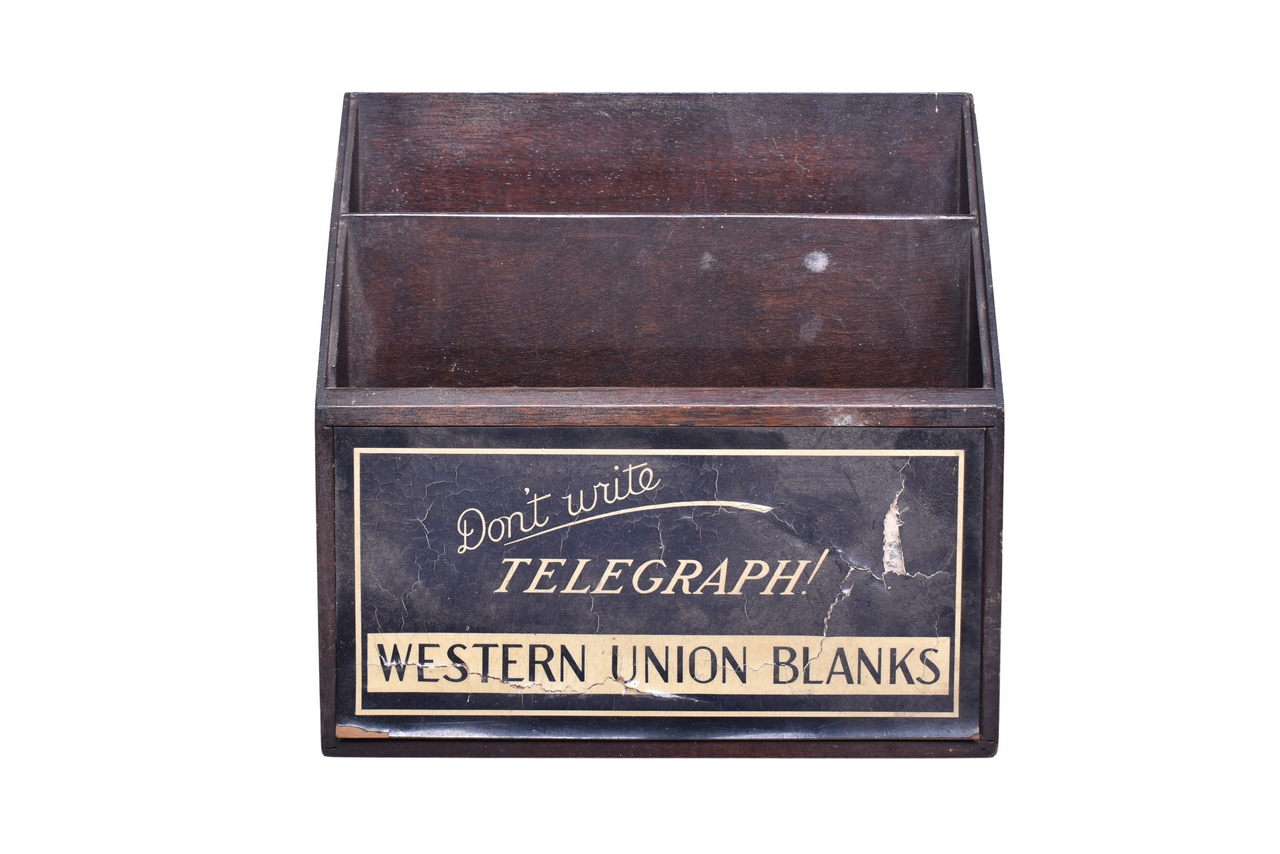 Don't write
TELEGRAPH!
WESTERN UNION BLANKS